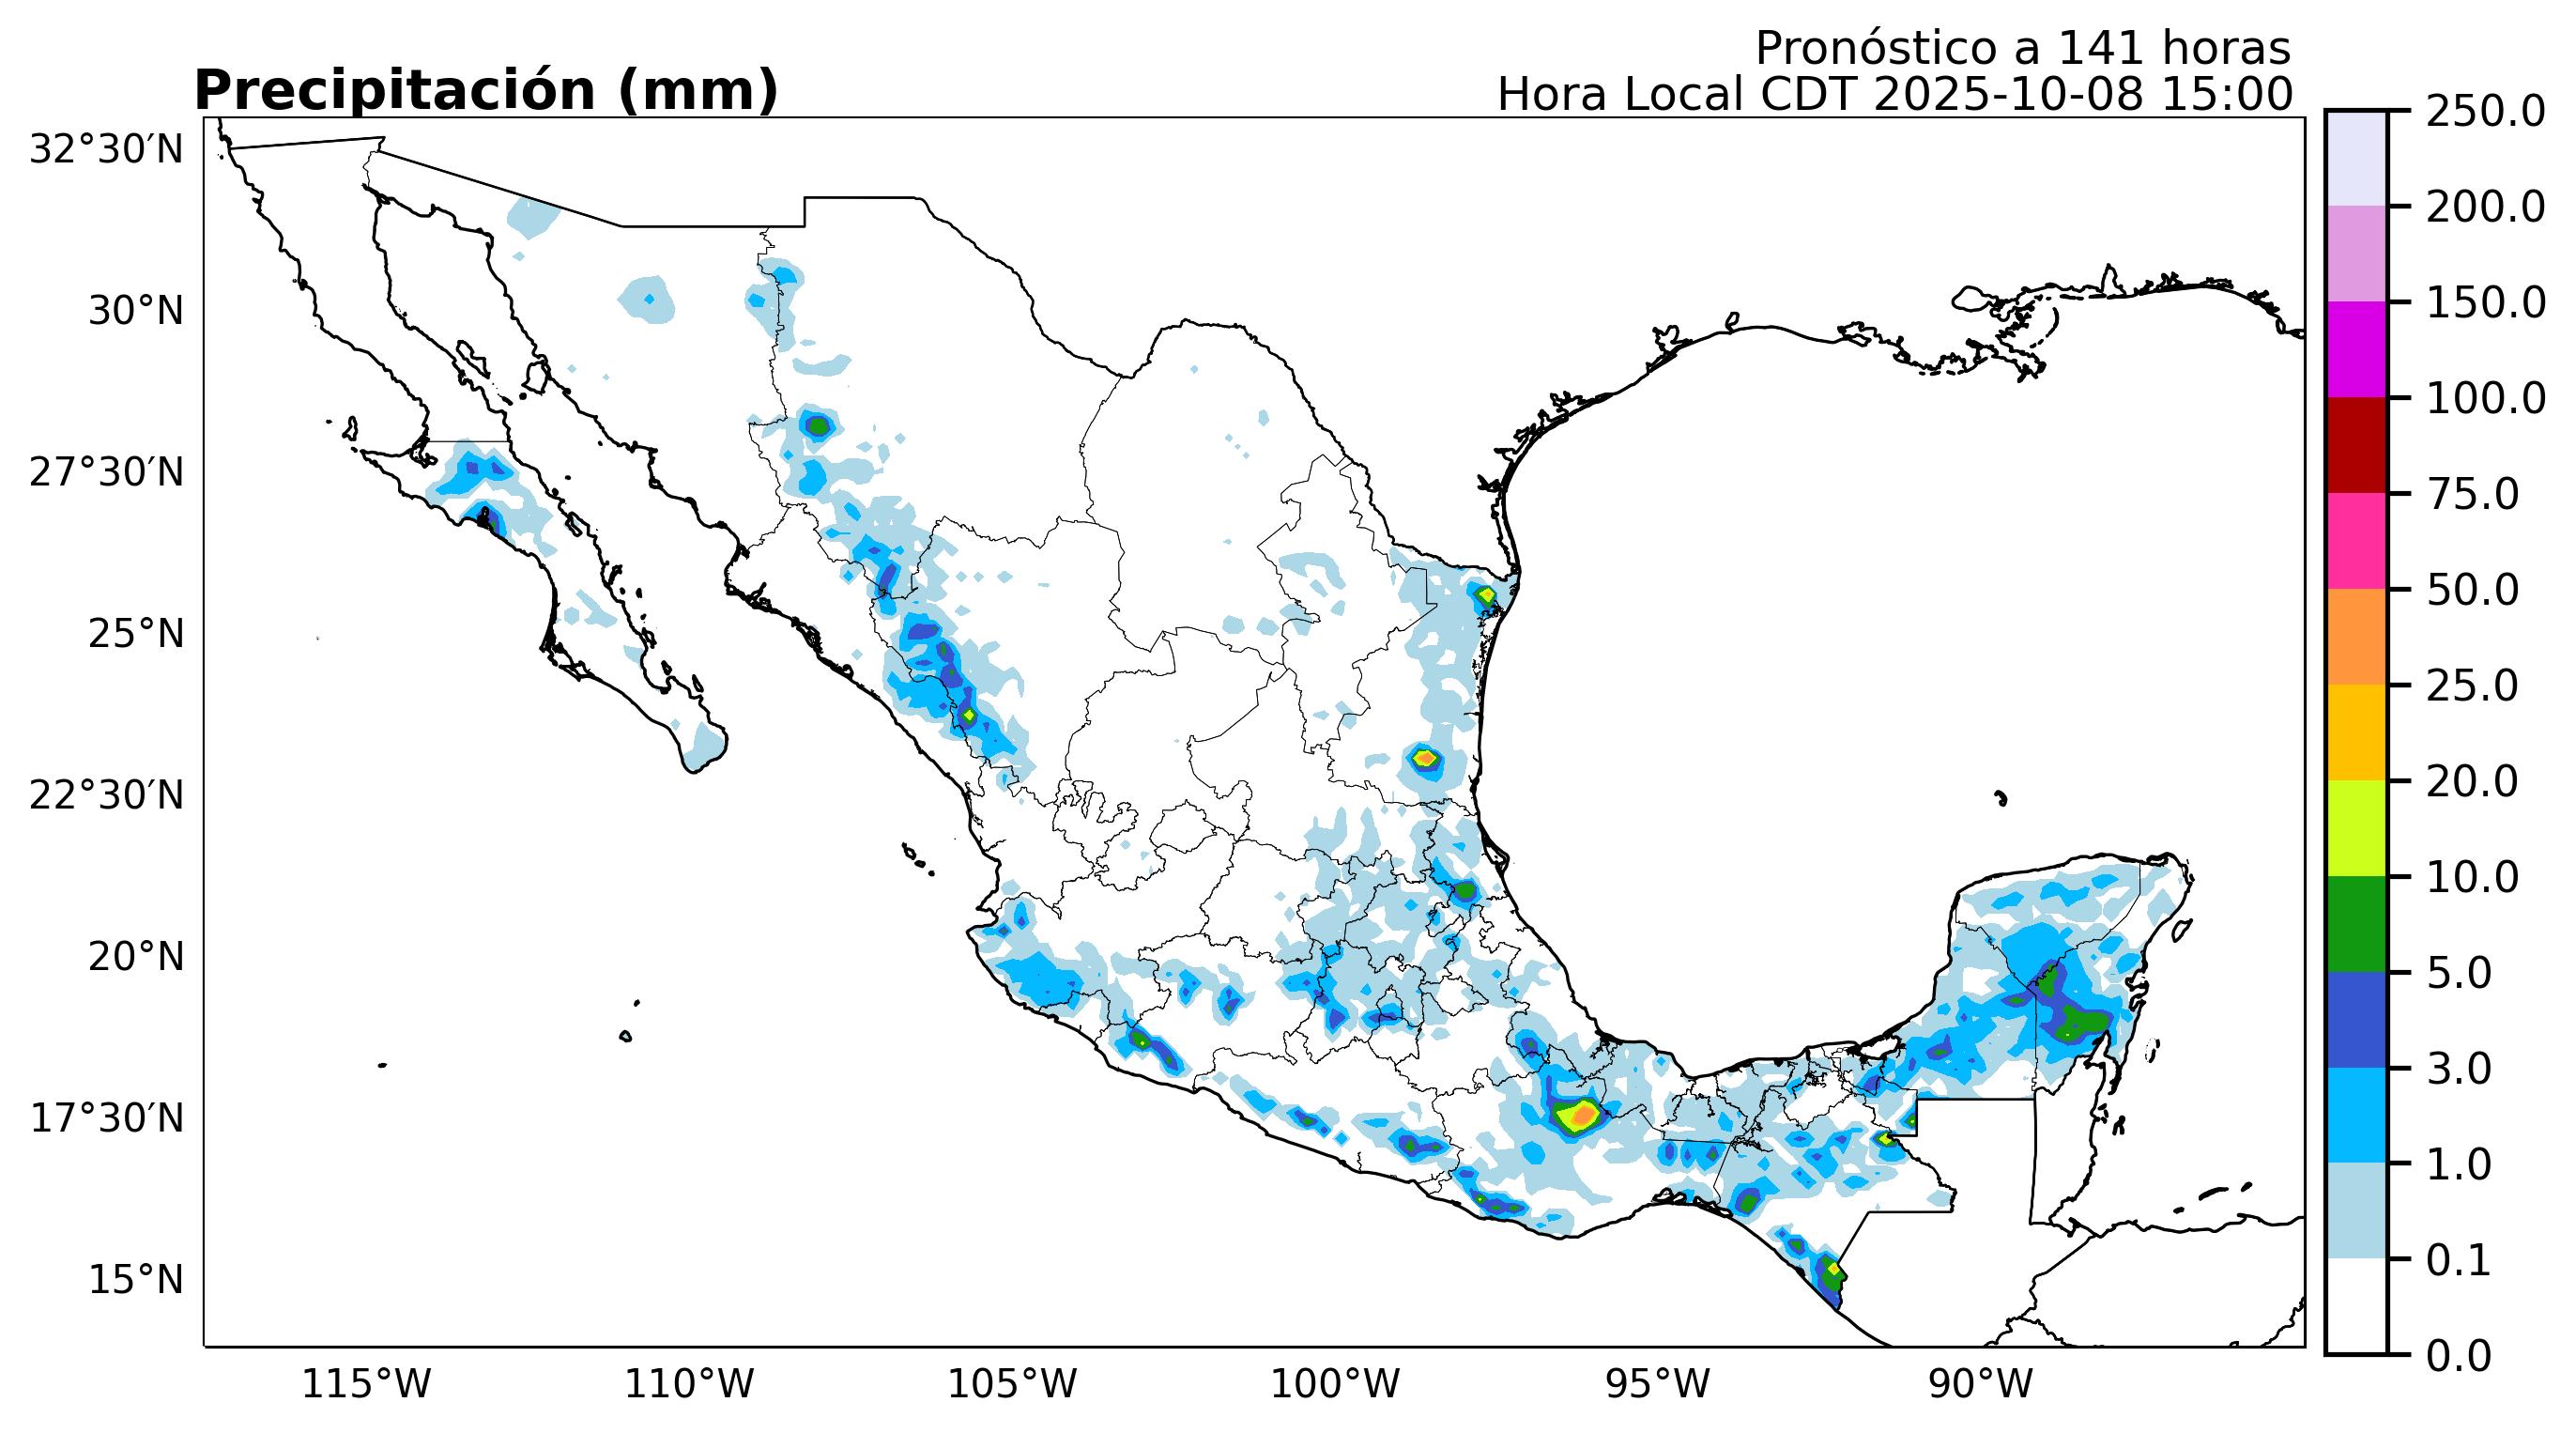 Pronóstico a 141 horas
Precipitación (mm)
Hora Local CDT 2025-10-08 15:00
32°30′N
30°N
27°30′N
25°N
22°30′N
20°N
17°30′N
15°N
115°W
110°W
105°W
100°W
95°W
90°W
250.0
200.0
150.0
100.0
75.0
50.0
25.0
20.0
10.0
5.0
3.0
1.0
0.1
0.0